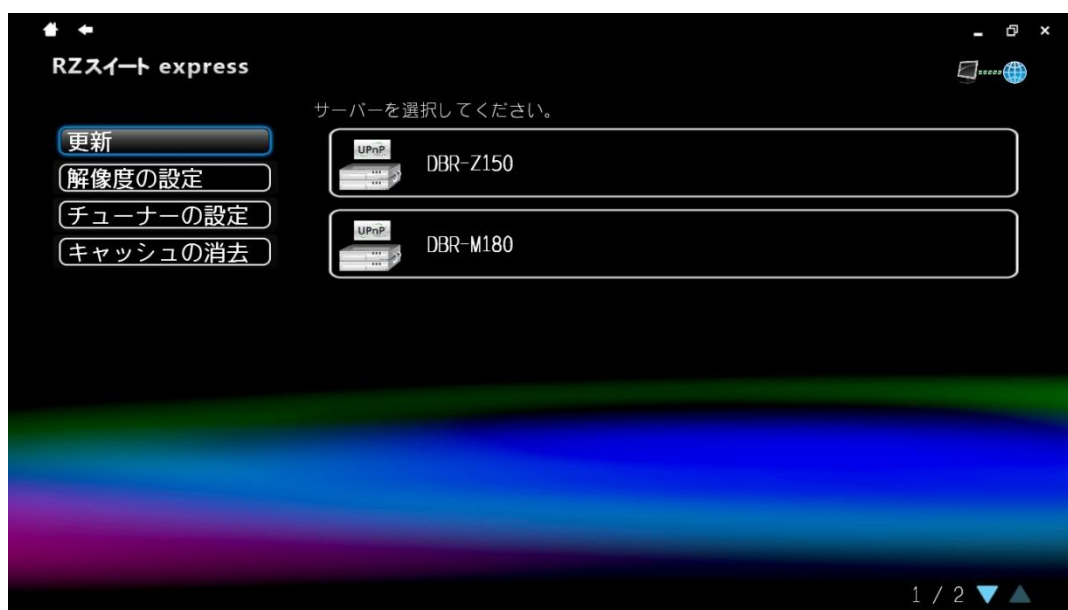 RZスイート express
サーバーを選択してください。
更新
解像度の設定
チューナーの設定
キャッシュの消去
UPnP
DBR-Z150
UPnP
DBR-M180
1 / 2